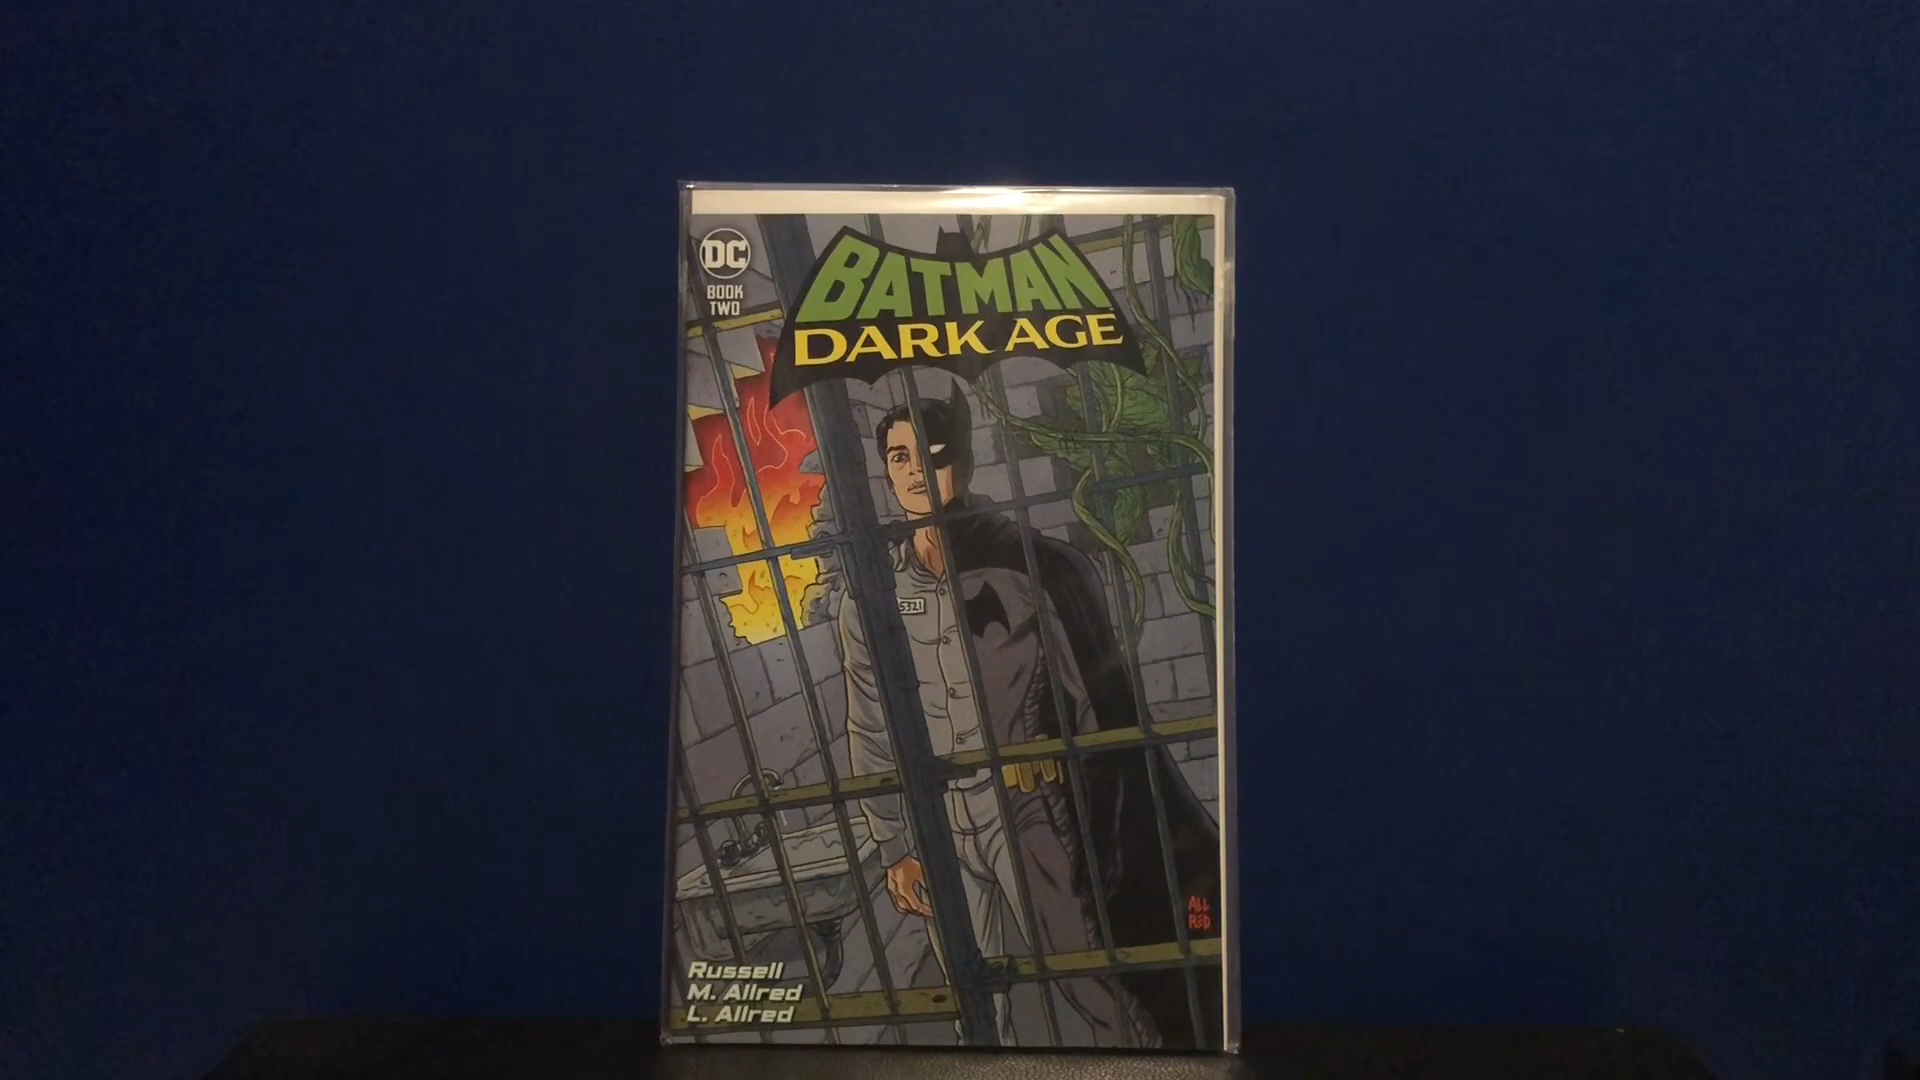 DC
BOOK
TWO
BATMAN
DARK AGE
5321
ALL
RED
Russell
M. Allred
L. Allred